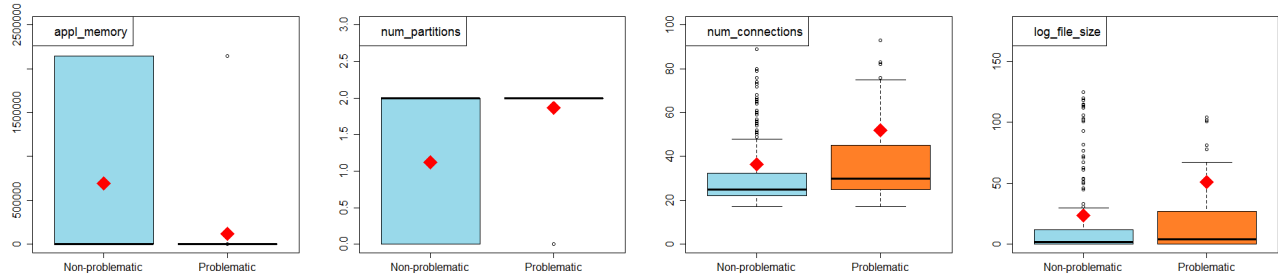 appl_memory
0
500000
1500000
2500000
Non-problematic
Problematic
num_partitions
0.0
0.5
1.0
1.5
2.0
2.5
3.0
Non-problematic
Problematic
num_connections
0
20
40
60
80
100
Non-problematic
Problematic
log_file_size
0
50
100
150
Non-problematic
Problematic